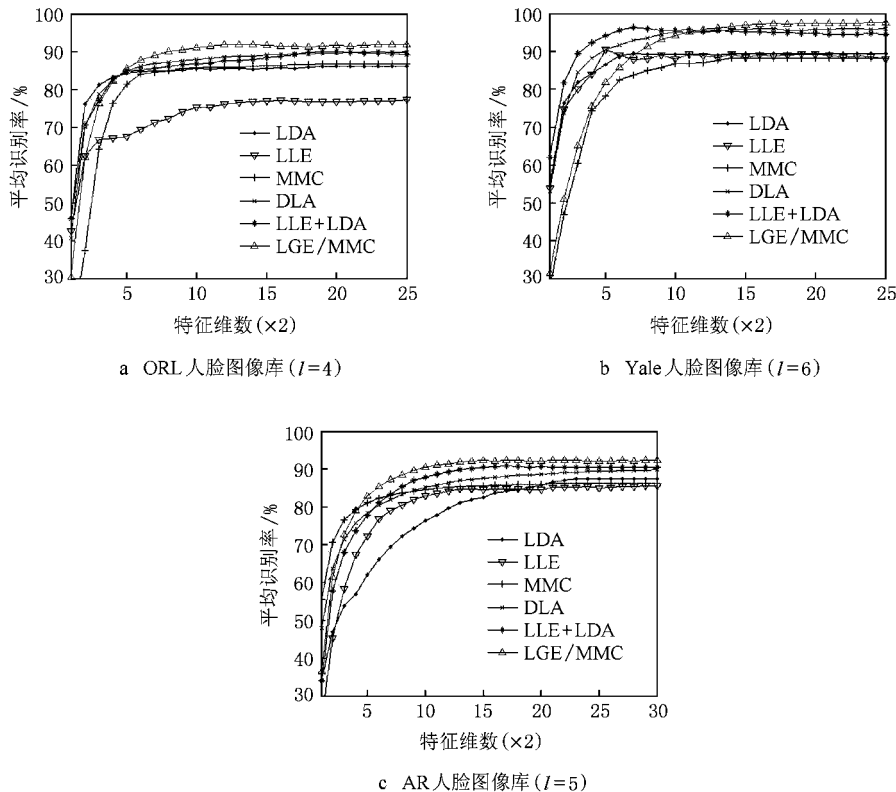 100
90
80
70
60
50
40
30
平均识别率/%
LDA
LLE
MMC
DLA
LLE+LDA
LGE/MMC
5 10 15 20 25
特征维数(×2)
a ORL人脸图像库(l=4)
100
90
80
70
60
50
40
30
平均识别率/%
LDA
LLE
MMC
DLA
LLE+LDA
LGE/MMC
0 5 10 15 20 25
特征维数(×2)
b Yale人脸图像库(l=6)
100
90
80
70
60
50
40
30
平均识别率/%
LDA
LLE
MMC
DLA
LLE+LDA
LGE/MMC
5 10 15 20 25 30
特征维数(×2)
c AR人脸图像库(l=5)